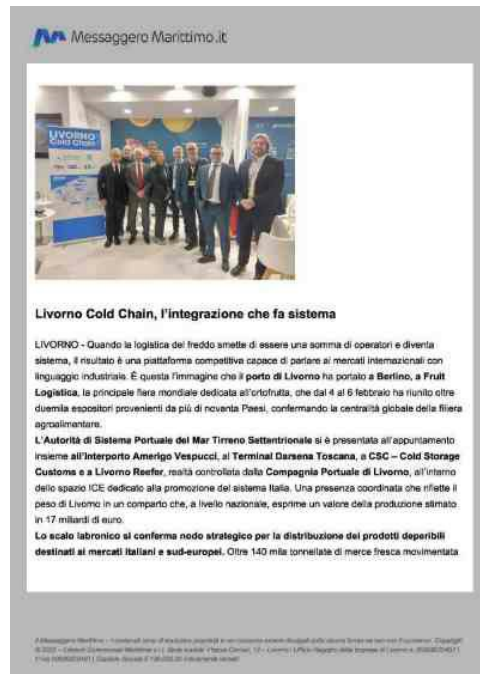 Messaggero Marittimo.it
LIVORNO
Cold Chain
Livorno Cold Chain, l'integrazione che fa sistema
LIVORNO - Quando la logistica del freddo smette di essere una somma di operatori e diventa
sistema, il risultato è una piattaforma competitiva capace di parlare ai mercati internazionali con
linguaggio industriale. È questa l'immagine che il porto di Livorno ha portato a Berlino, a Fruit
Logistica, la principale fiera mondiale dedicata all'ortofrutta, che dal 4 al 6 febbraio ha riunito oltre
duemila espositori provenienti da più di novanta Paesi, confermando la centralità globale della filiera
agroalimentare.
L'Autorità di Sistema Portuale del Mar Tirreno Settentrionale si è presentata all'appuntamento
insieme all'Interporto Amerigo Vespucci, al Terminal Darsena Toscana, a CSC – Cold Storage
Customs e a Livorno Reefer, realtà controllata dalla Compagnia Portuale di Livorno, all'interno
dello spazio ICE dedicato alla promozione del sistema Italia. Una presenza coordinata che riflette il
peso di Livorno in un comparto che, a livello nazionale, esprime un valore della produzione stimato
in 17 miliardi di euro.
Lo scalo labronico si conferma nodo strategico per la distribuzione dei prodotti deperibili
destinati ai mercati italiani e sud-europei. Oltre 140 mila tonnellate di merce fresca movimentata